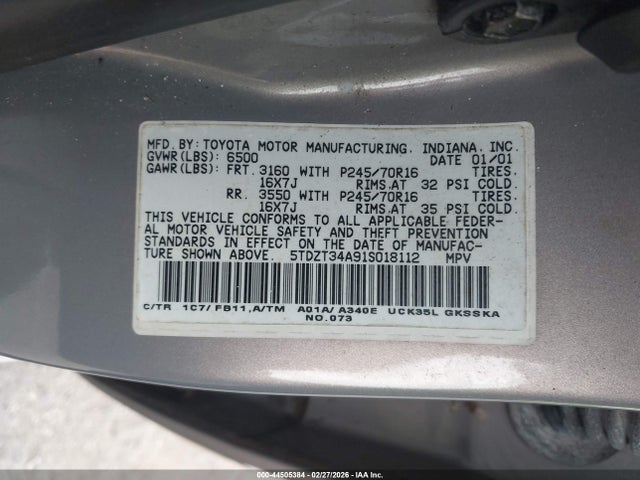 MFD. BY: TOYOTA MOTOR MANUFACTURING, INDIANA, INC.
GVWR(LBS): 6500 DATE 01/01
GAWR(LBS): FRT. 3160 WITH P245/70R16 TIRES.
16X7J RIMS.AT 32 PSI COLD.
RR. 3550 WITH P245/70R16 TIRES.
16X7J RIMS.AT 35 PSI COLD.
THIS VEHICLE CONFORMS TO ALL APPLICABLE FEDER-
AL MOTOR VEHICLE SAFETY AND THEFT PREVENTION
STANDARDS IN EFFECT ON THE DATE OF MANUFAC-
TURE SHOWN ABOVE. 5TDZT34A91S018112 MPV
C/TR 1C7/FB11,A/TM A01A/A340E UCK35L GKSSKA
NO.073
000-44505384 | 02/27/2026 - IAA Inc.